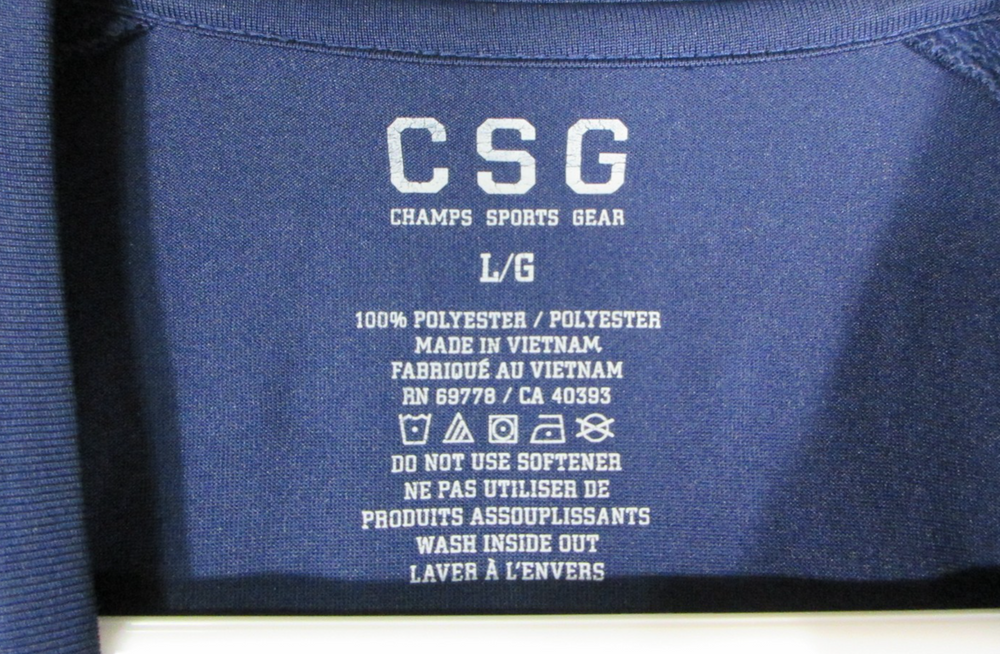 CSG
CHAMPS SPORTS GEAR
L/G
100% POLYESTER / POLYESTER
MADE IN VIETNAM
FABRIQUÉ AU VIETNAM
RN 69778 / CA 40393
DO NOT USE SOFTENER
NE PAS UTILISER DE
PRODUITS ASSOUPLISSANTS
WASH INSIDE OUT
LAVER À L'ENVERS